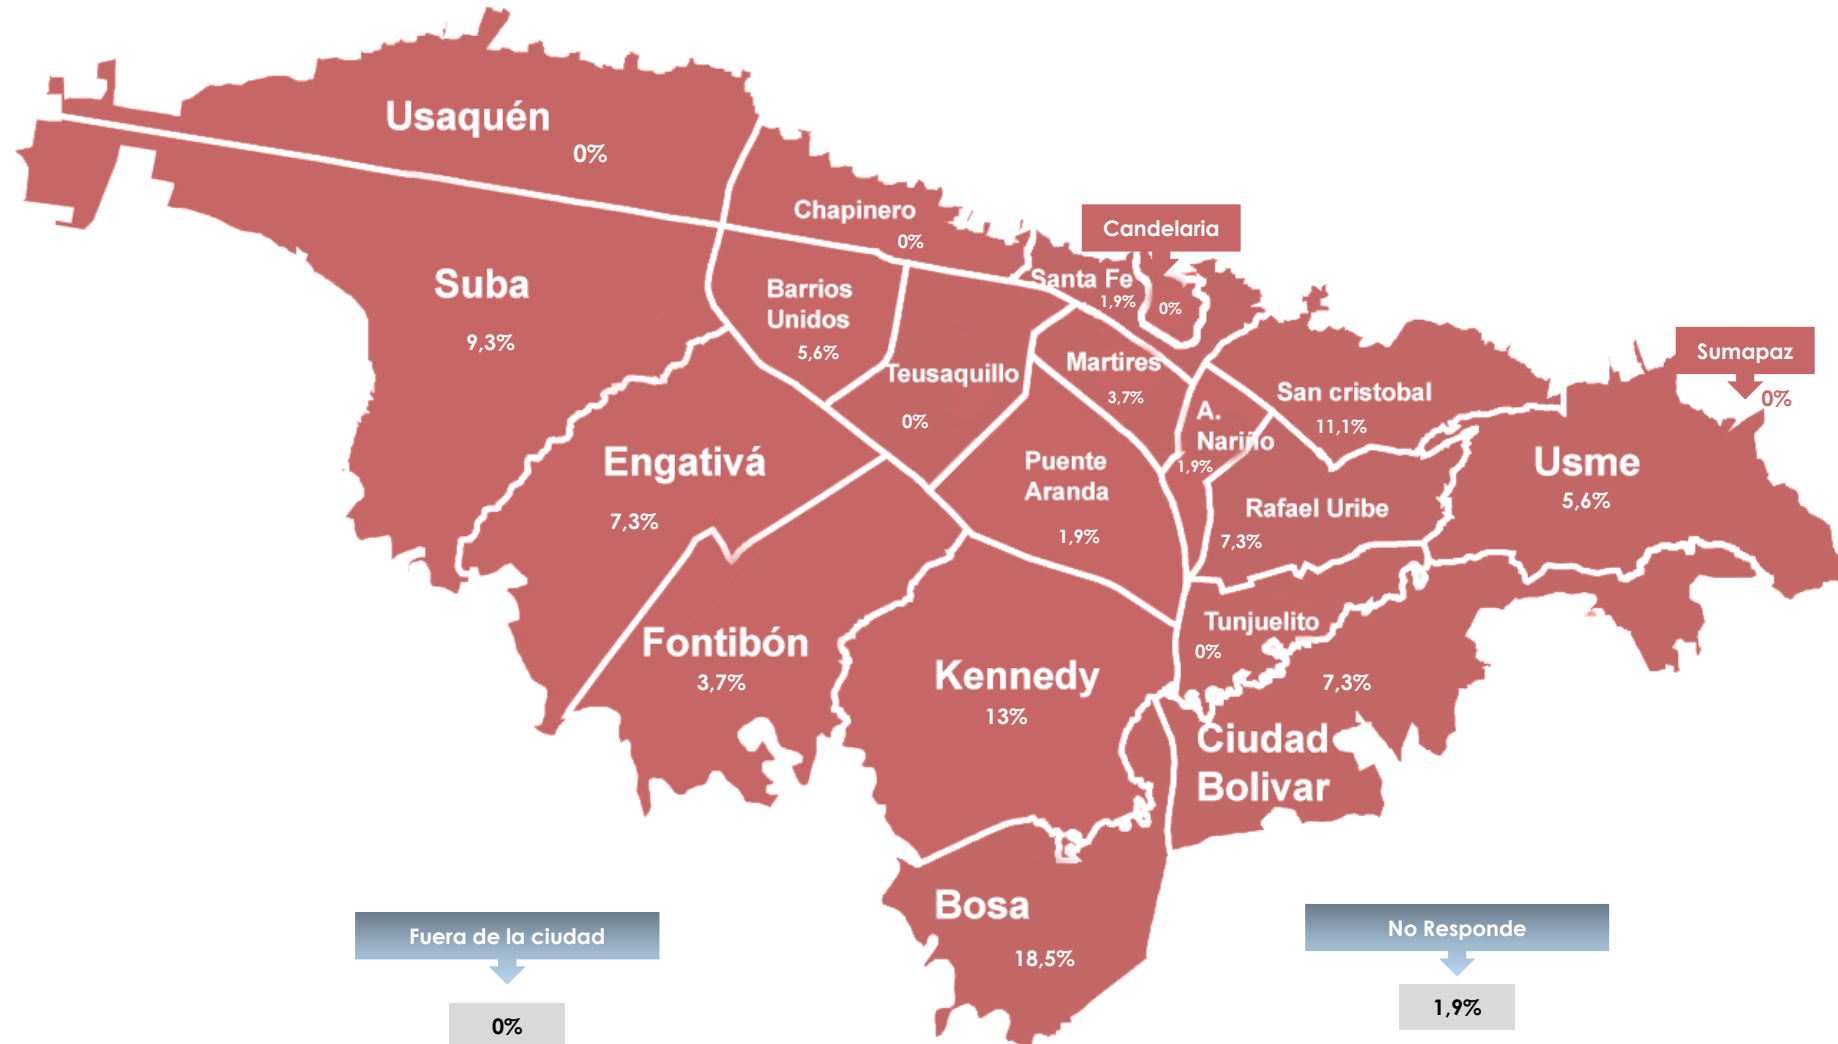 Usaquén
0%
Chapinero
0%
Candelaria
Santa Fe
1,9%
0%
Suba
9,3%
Barrios
Unidos
5,6%
Teusaquillo
0%
Martires
3,7%
A.
Nariño
1,9%
San cristobal
11,1%
Sumapaz
0%
Engativá
7,3%
Puente
Aranda
1,9%
Rafael Uribe
7,3%
Usme
5,6%
Fontibón
3,7%
Kennedy
13%
Tunjuelito
0%
7,3%
Ciudad
Bolivar
Bosa
18,5%
Fuera de la ciudad
0%
No Responde
1,9%